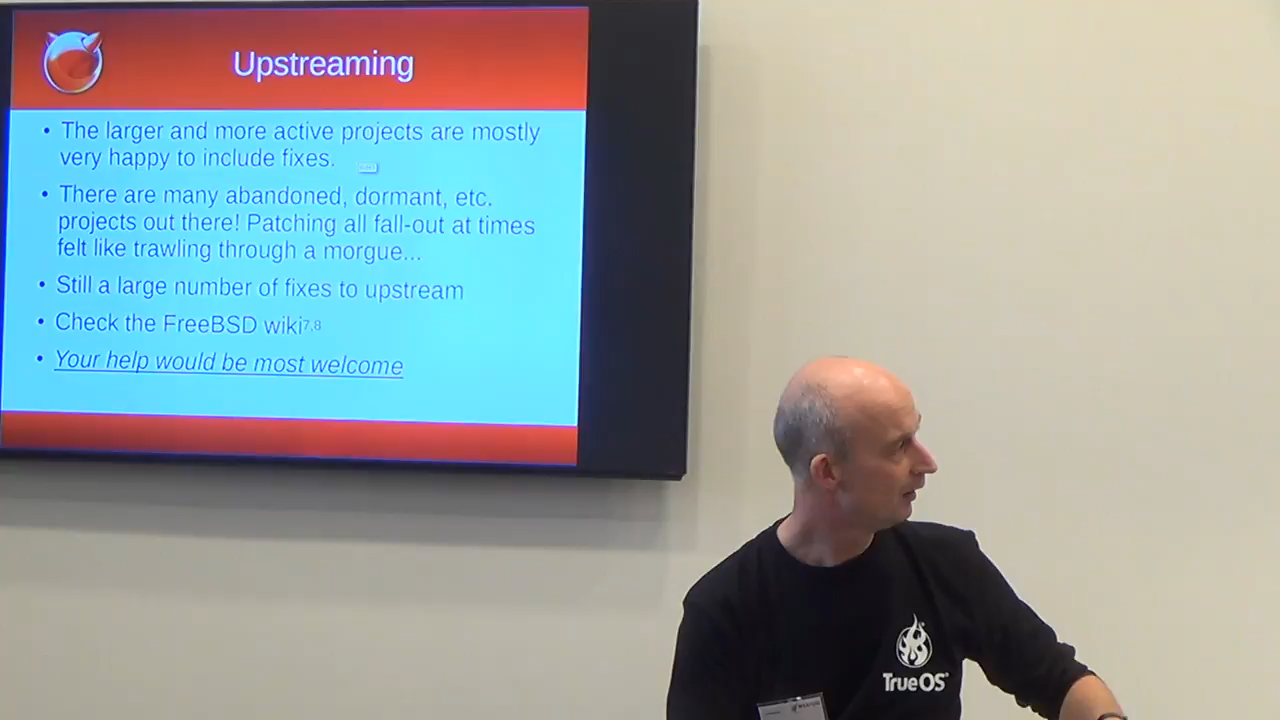 Upstreaming
• The larger and more active projects are mostly
very happy to include fixes.
• There are many abandoned, dormant, etc.
projects out there! Patching all fall-out at times
felt like trawling through a morgue...
• Still a large number of fixes to upstream
• Check the FreeBSD wiki7,8
• Your help would be most welcome
TrueOS